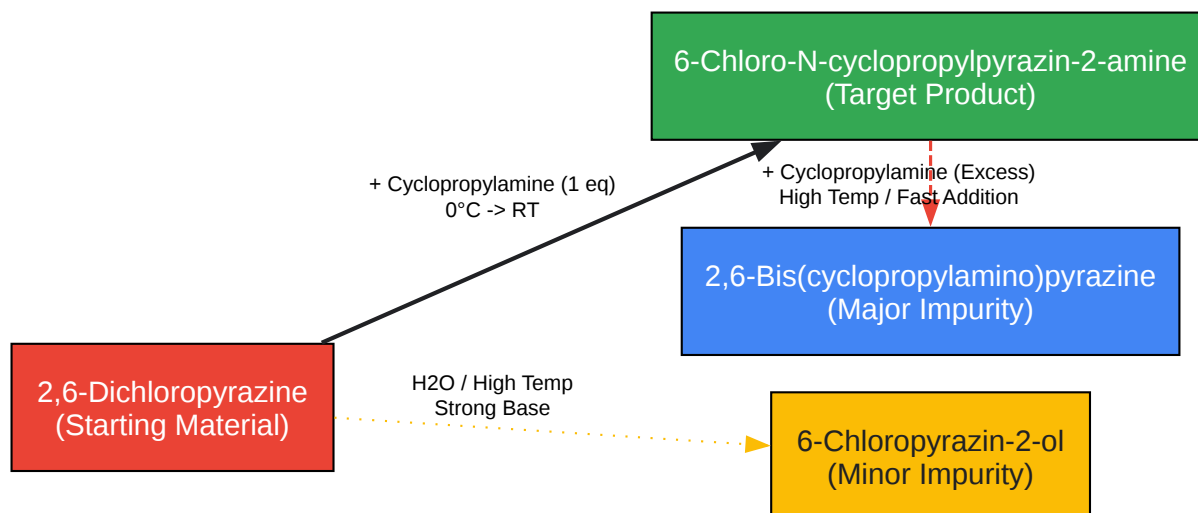 6-Chloro-N-cyclopropylpyrazin-2-amine
(Target Product)
+ Cyclopropylamine (1 eq)
0°C -> RT
+ Cyclopropylamine (Excess)
High Temp / Fast Addition
2,6-Bis(cyclopropylamino)pyrazine
(Major Impurity)
2,6-Dichloropyrazine
(Starting Material)
H2O / High Temp
Strong Base
6-Chloropyrazin-2-ol
(Minor Impurity)